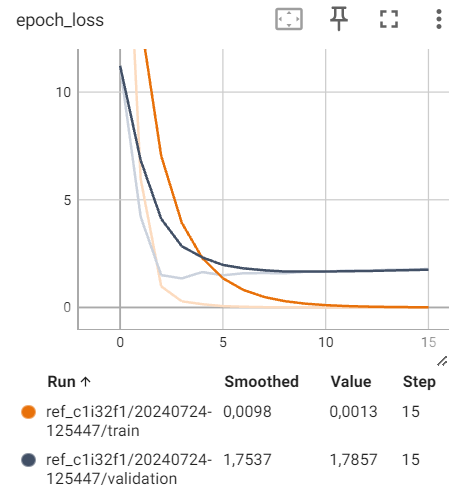 epoch_loss
10
5
0
0 5 10 15
Run ↑ Smoothed Value Step
ref_c1i32f1/20240724- 0,0098 0,0013 15
125447/train
ref_c1i32f1/20240724- 1,7537 1,7857 15
125447/validation